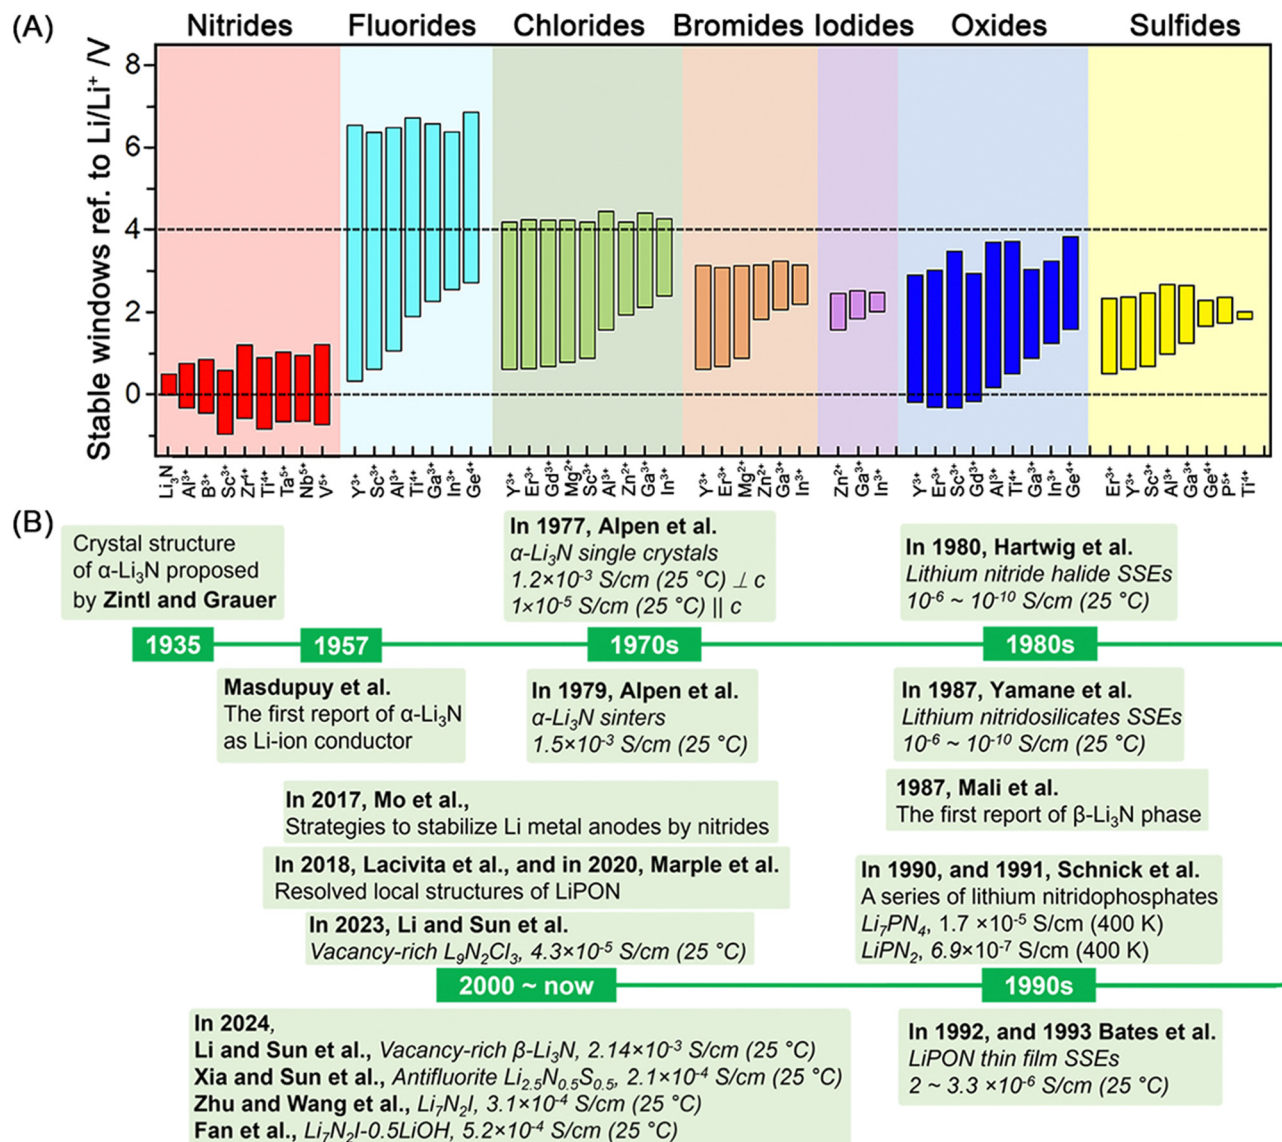 (A)
Nitrides Fluorides Chlorides Bromides Iodides Oxides Sulfides
Stable windows ref. to Li/Li⁺ /V
8
6
4
2
0
Li₃N Al³⁺ B³⁺ Sc³⁺ Zr⁴⁺ Ti⁴⁺ Ta⁵⁺ Nb⁵⁺ V⁵⁺ Y³⁺ Sc³⁺ Al³⁺ Ti⁴⁺ Ga³⁺ In³⁺ Ge⁴⁺ Y³⁺ Er³⁺ Gd³⁺ Mg²⁺ Sc³⁺ Al³⁺ Zn²⁺ Ga³⁺ In³⁺ Y³⁺ Er³⁺ Mg²⁺ Zn²⁺ Ga³⁺ In³⁺ Zn²⁺ Ga³⁺ In³⁺ Y³⁺ Er³⁺ Sc³⁺ Gd³⁺ Al³⁺ Ti⁴⁺ Ga³⁺ In³⁺ Ge⁴⁺ Er³⁺ Y³⁺ Sc³⁺ Al³⁺ Ga³⁺ Ge⁴⁺ P⁵⁺ Ti⁴⁺
(B)
Crystal structure
of α-Li₃N proposed
by Zintl and Grauer
In 1977, Alpen et al.
α-Li₃N single crystals
1.2×10⁻³ S/cm (25 °C) ⊥ c
1×10⁻⁵ S/cm (25 °C) || c
In 1980, Hartwig et al.
Lithium nitride halide SSEs
10⁻⁶ ~ 10⁻¹⁰ S/cm (25 °C)
1935
1957
1970s
1980s
Masdupuy et al.
The first report of α-Li₃N
as Li-ion conductor
In 1979, Alpen et al.
α-Li₃N sinters
1.5×10⁻³ S/cm (25 °C)
In 1987, Yamane et al.
Lithium nitridosilicates SSEs
10⁻⁶ ~ 10⁻¹⁰ S/cm (25 °C)
1987, Mali et al.
The first report of β-Li₃N phase
In 2017, Mo et al.,
Strategies to stabilize Li metal anodes by nitrides
In 2018, Lacivita et al., and in 2020, Marple et al.
Resolved local structures of LiPON
In 2023, Li and Sun et al.
Vacancy-rich L₉N₂Cl₃, 4.3×10⁻⁵ S/cm (25 °C)
In 1990, and 1991, Schnick et al.
A series of lithium nitridophosphates
Li₇PN₄, 1.7 ×10⁻⁵ S/cm (400 K)
LiPN₂, 6.9×10⁻⁷ S/cm (400 K)
2000 ~ now
1990s
In 2024,
Li and Sun et al., Vacancy-rich β-Li₃N, 2.14×10⁻³ S/cm (25 °C)
Xia and Sun et al., Antifluorite Li₂.₅N₀.₅S₀.₅, 2.1×10⁻⁴ S/cm (25 °C)
Zhu and Wang et al., Li₇N₂I, 3.1×10⁻⁴ S/cm (25 °C)
Fan et al., Li₇N₂I-0.5LiOH, 5.2×10⁻⁴ S/cm (25 °C)
In 1992, and 1993 Bates et al.
LiPON thin film SSEs
2 ~ 3.3 ×10⁻⁶ S/cm (25 °C)